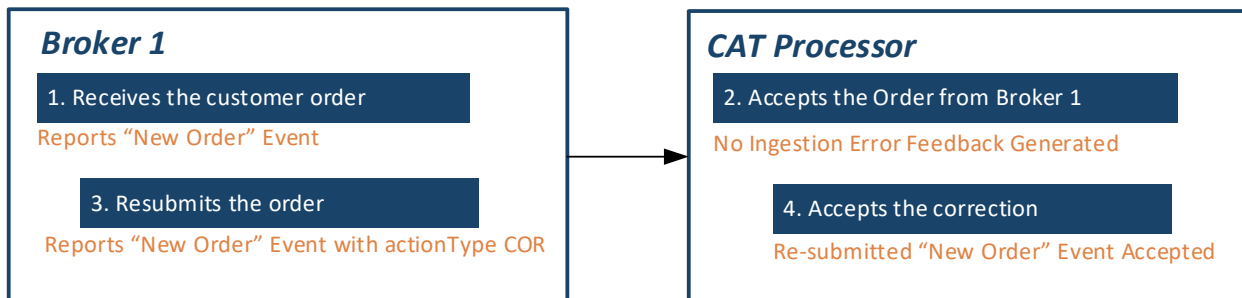 Broker 1
1. Receives the customer order
Reports “New Order” Event
3. Resubmits the order
Reports “New Order” Event with actionType COR
CAT Processor
2. Accepts the Order from Broker 1
No Ingestion Error Feedback Generated
4. Accepts the correction
Re-submitted “New Order” Event Accepted